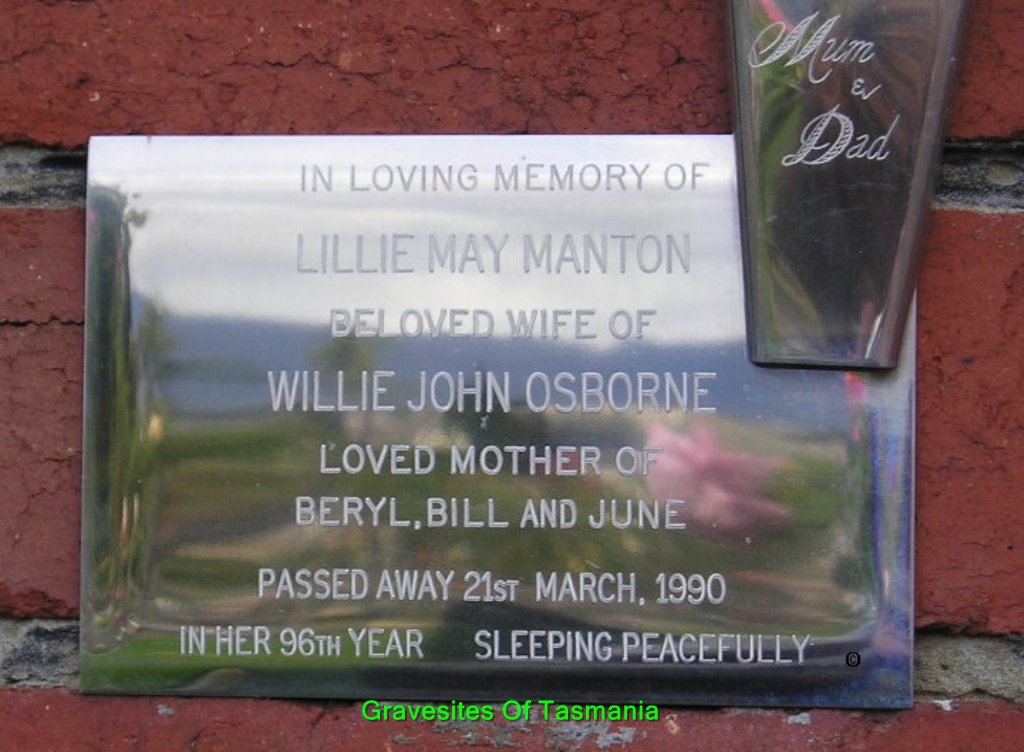 Mum
&
Dad
IN LOVING MEMORY OF
LILLIE MAY MANTON
BELOVED WIFE OF
WILLIE JOHN OSBORNE
LOVED MOTHER OF
BERYL, BILL AND JUNE
PASSED AWAY 21ST MARCH, 1990
IN HER 96TH YEAR SLEEPING PEACEFULLY
©
Gravesites Of Tasmania